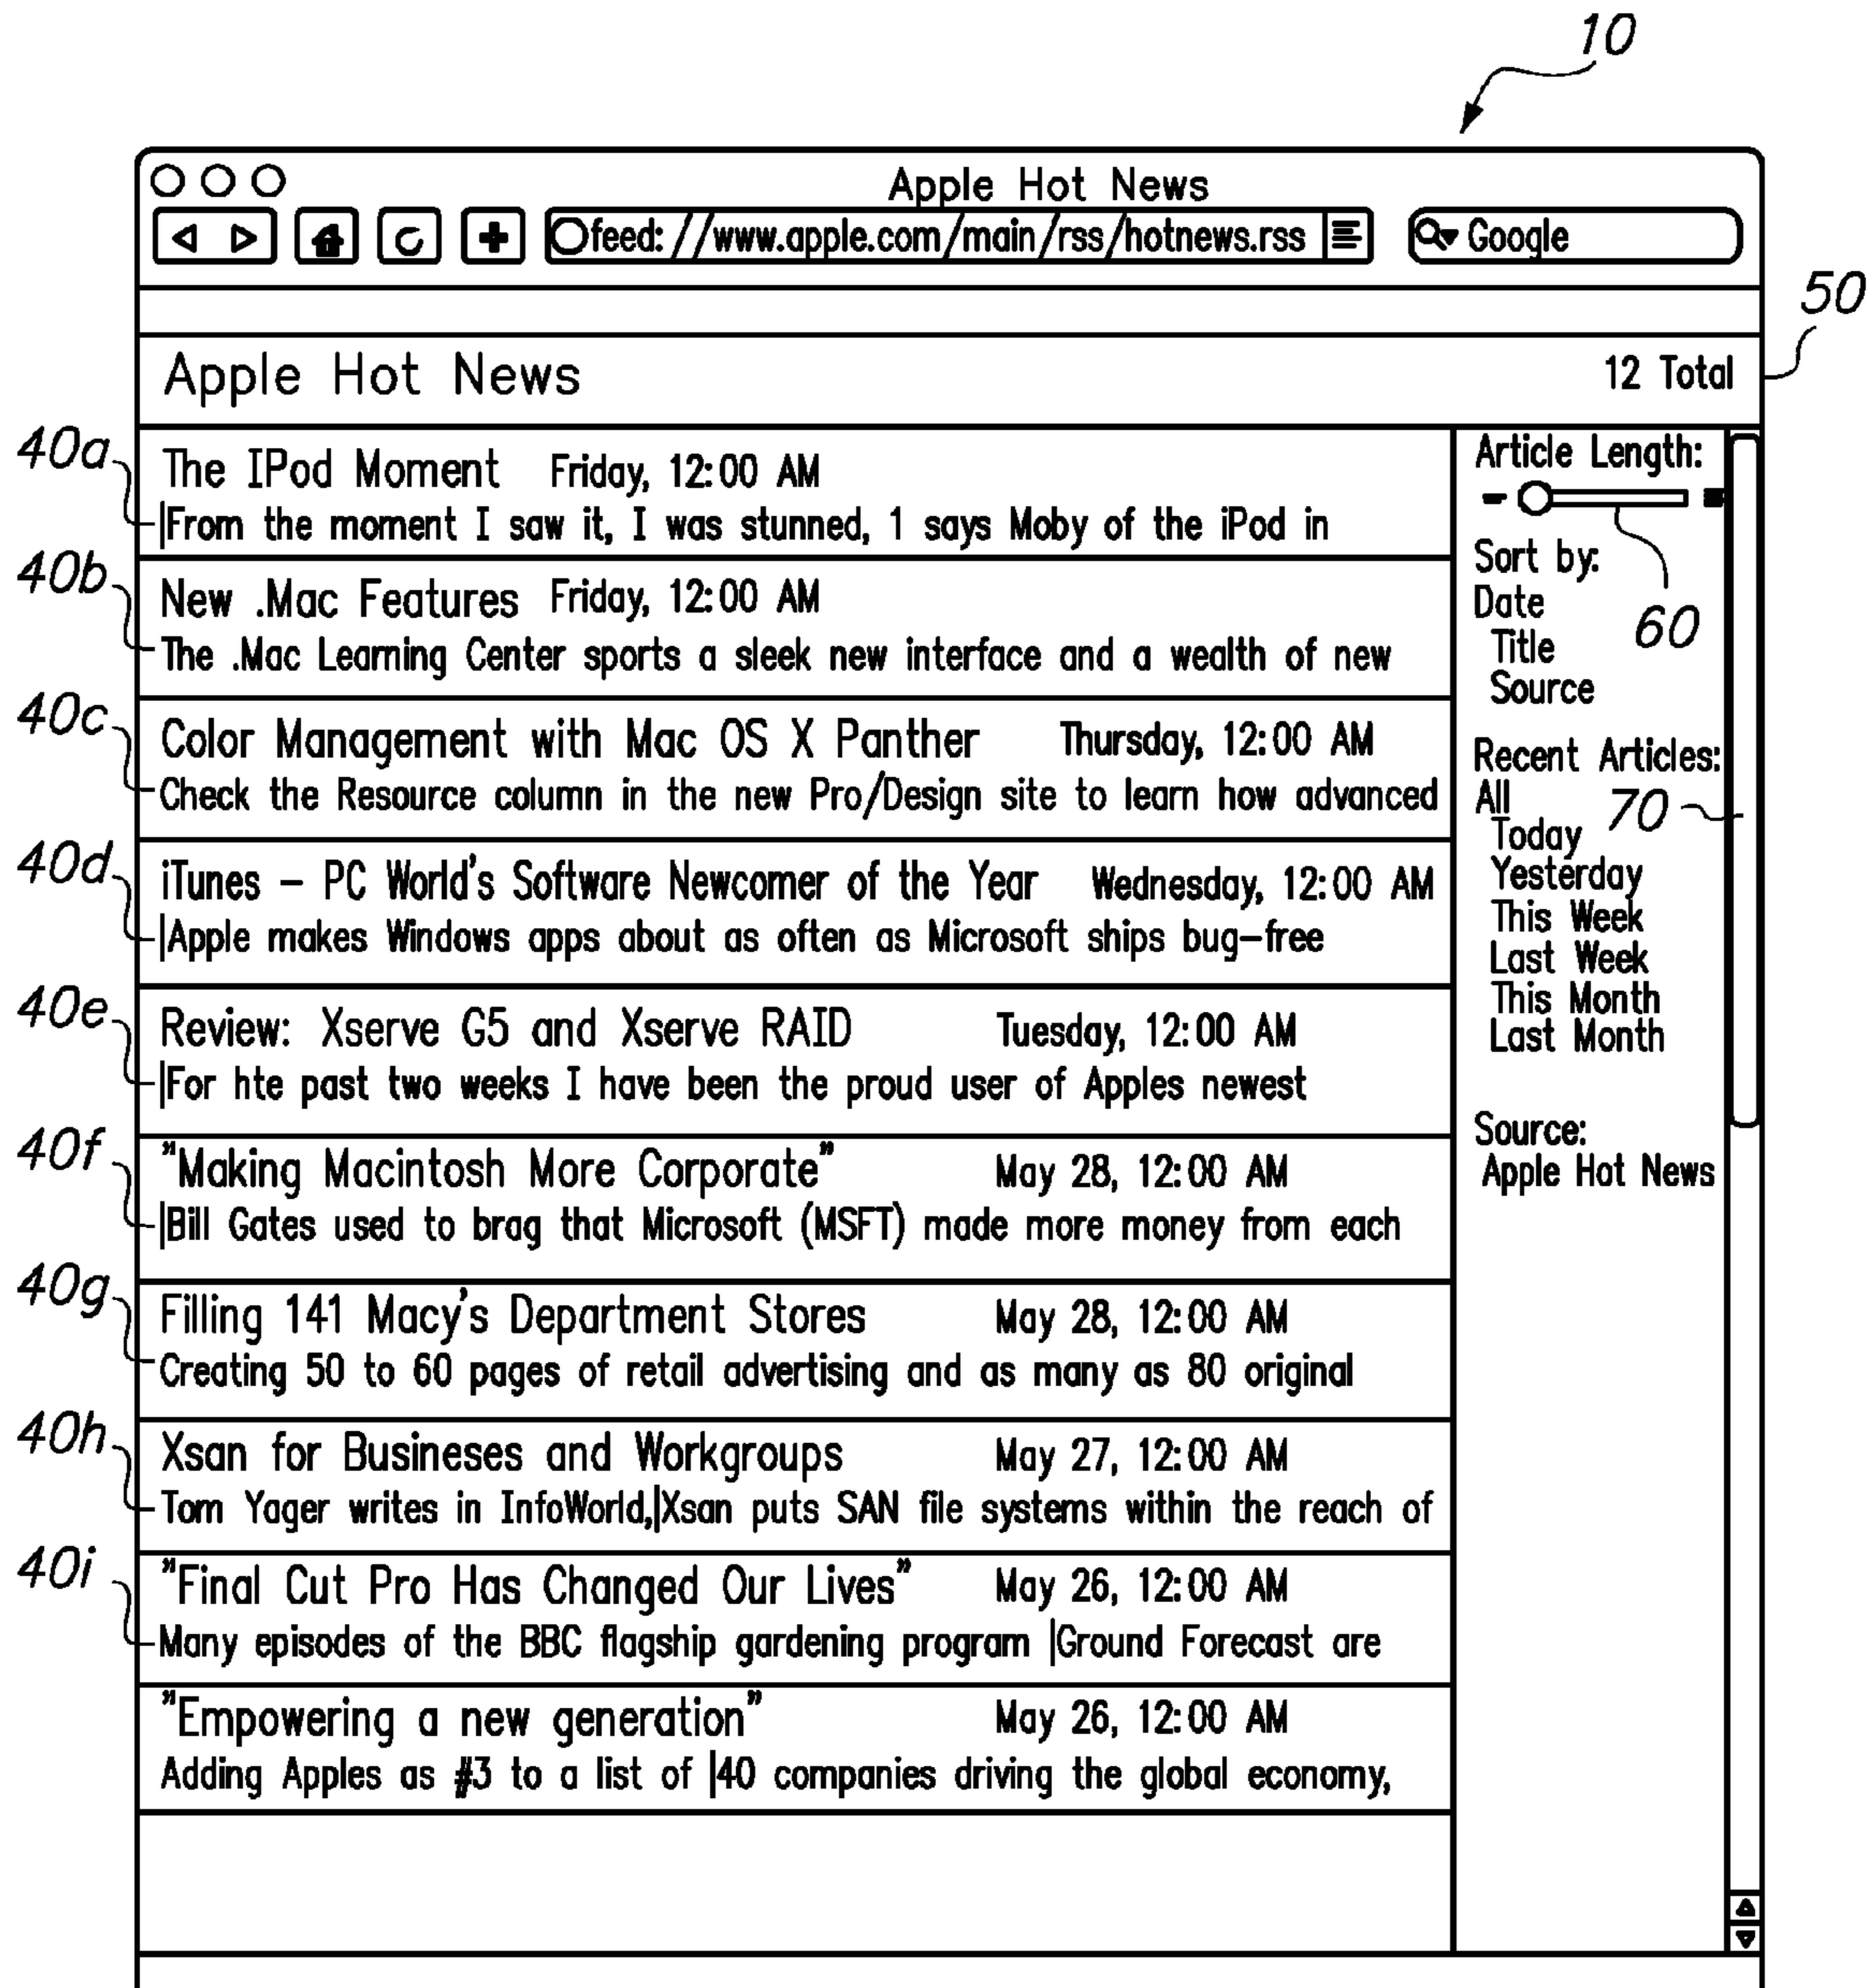 10
Apple Hot News
feed: //www.apple.com/main/rss/hotnews.rss
Google
50
Apple Hot News 12 Total
40a
The IPod Moment Friday, 12:00 AM
From the moment I saw it, I was stunned, 1 says Moby of the iPod in
40b
New .Mac Features Friday, 12:00 AM
The .Mac Learning Center sports a sleek new interface and a wealth of new
40c
Color Management with Mac OS X Panther Thursday, 12:00 AM
Check the Resource column in the new Pro/Design site to learn how advanced
40d
iTunes – PC World's Software Newcomer of the Year Wednesday, 12:00 AM
|Apple makes Windows apps about as often as Microsoft ships bug-free
40e
Review: Xserve G5 and Xserve RAID Tuesday, 12:00 AM
|For hte past two weeks I have been the proud user of Apples newest
40f
"Making Macintosh More Corporate" May 28, 12:00 AM
|Bill Gates used to brag that Microsoft (MSFT) made more money from each
40g
Filling 141 Macy's Department Stores May 28, 12:00 AM
Creating 50 to 60 pages of retail advertising and as many as 80 original
40h
Xsan for Busineses and Workgroups May 27, 12:00 AM
Tom Yager writes in InfoWorld,|Xsan puts SAN file systems within the reach of
40i
"Final Cut Pro Has Changed Our Lives" May 26, 12:00 AM
Many episodes of the BBC flagship gardening program |Ground Forecast are
"Empowering a new generation" May 26, 12:00 AM
Adding Apples as #3 to a list of |40 companies driving the global economy,
Article Length:
60
Sort by:
Date
Title
Source
Recent Articles:
All
70
Today
Yesterday
This Week
Last Week
This Month
Last Month
Source:
Apple Hot News